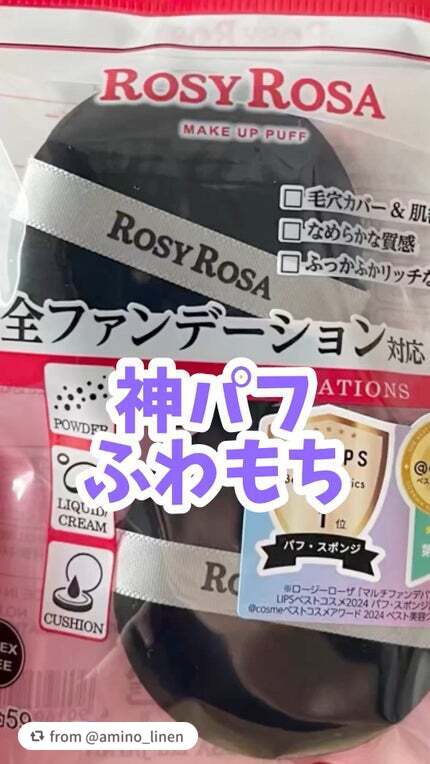 ROSY ROSA
MAKE UP PUFF
毛穴カバー & 肌
なめらかな質感
ふっかふかリッチな
ROSY ROSA
全ファンデーション対応
ATIONS
POWDER
神パフ
ふわもち
LIPS
1位
パフ・スポンジ
LIQUID/
CREAM
※ロージーローザ「マルチファンデパ
LIPSベストコスメ2024 パフ・スポンジ
@cosmeベストコスメアワード 2024 ベスト美容
CUSHION
from @amino_linen